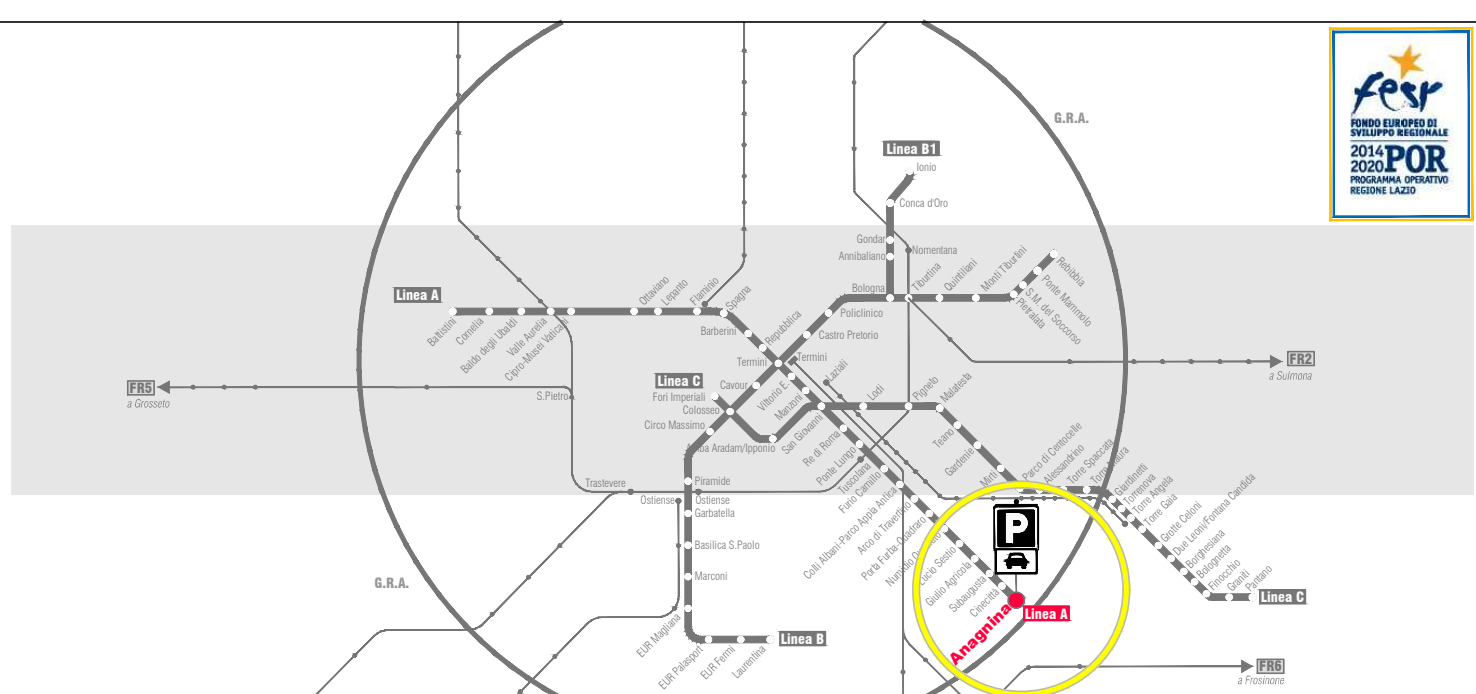 G.R.A.
fesr
FONDO EUROPEO DI
SVILUPPO REGIONALE
2014
2020
POR
PROGRAMMA OPERATIVO
REGIONE LAZIO
Linea B1
Ionio
Conca d'Oro
Gondar
Annibaliano
Nomentana
Bologna
Tiburtina
Quintiliani
Monti Tiburtini
Pietralata
S.M. del Soccorso
Ponte Mammolo
Rebibbia
Linea A
Battistini
Cornelia
Baldo degli Ubaldi
Valle Aurelia
Cipro-Musei Vaticani
Ottaviano
Lepanto
Flaminio
Spagna
Barberini
Repubblica
Policlinico
Castro Pretorio
Termini
Termini
Laziali
FR2
a Sulmona
FR5
a Grosseto
S.Pietro
Linea C
Fori Imperiali
Cavour
Colosseo
Vittorio E.
Manzoni
San Giovanni
Lodi
Pigneto
Malatesta
Circo Massimo
Amba Aradam/Ipponio
Re di Roma
Ponte Lungo
Tuscolana
Furio Camillo
Colli Albani-Parco Appia Antica
Arco di Travertino
Porta Furba-Quadraro
Lucio Sestio
Giulio Agricola
Subaugusta
Cinecittà
Anagnina
Linea A
P
Teano
Gardenie
Mirti
Parco di Centocelle
Alessandrino
Torre Spaccata
Torre Maura
Giardinetti
Torrenova
Torre Angela
Torre Gaia
Grotte Celoni
Due Leoni/Fontana Candida
Borghesiana
Bolognetta
Finocchio
Graniti
Pantano
Linea C
Trastevere
Ostiense
Piramide
Ostiense
Garbatella
Basilica S.Paolo
Marconi
EUR Magliana
EUR Palasport
EUR Fermi
Laurentina
Linea B
G.R.A.
FR6
a Frosinone